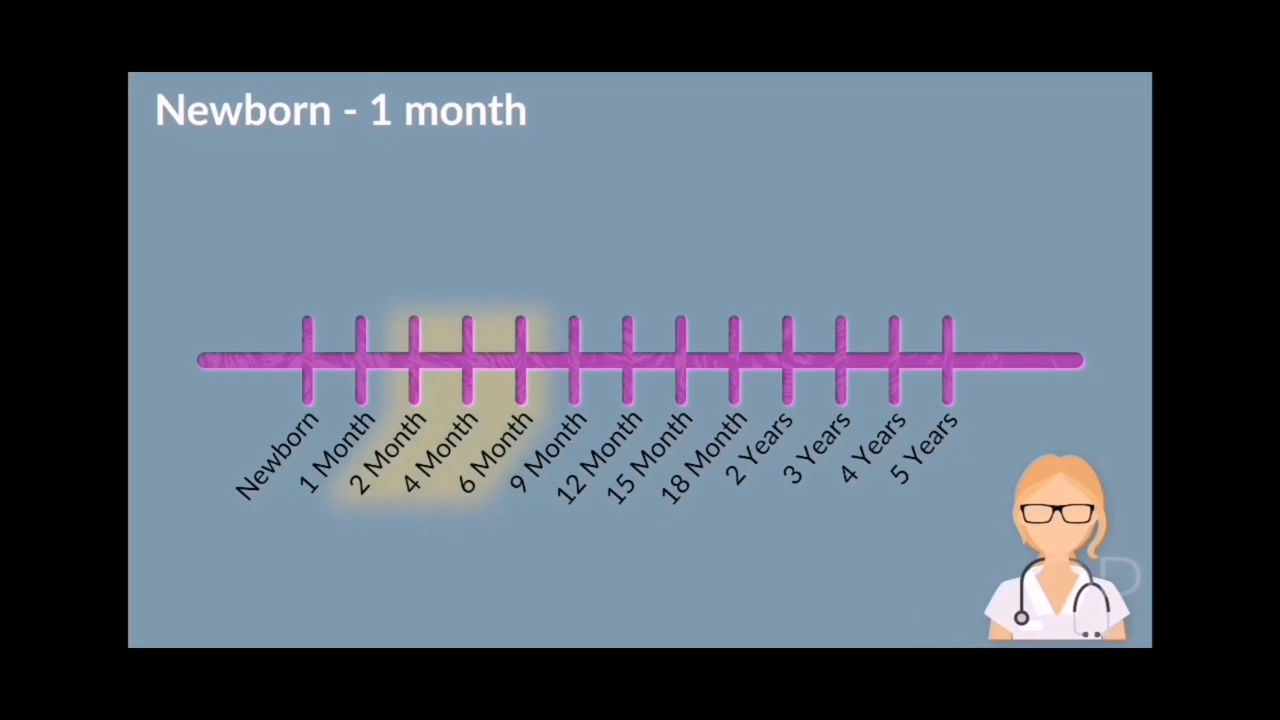 Newborn - 1 month
Newborn
1 Month
2 Month
4 Month
6 Month
9 Month
12 Month
15 Month
18 Month
2 Years
3 Years
4 Years
5 Years